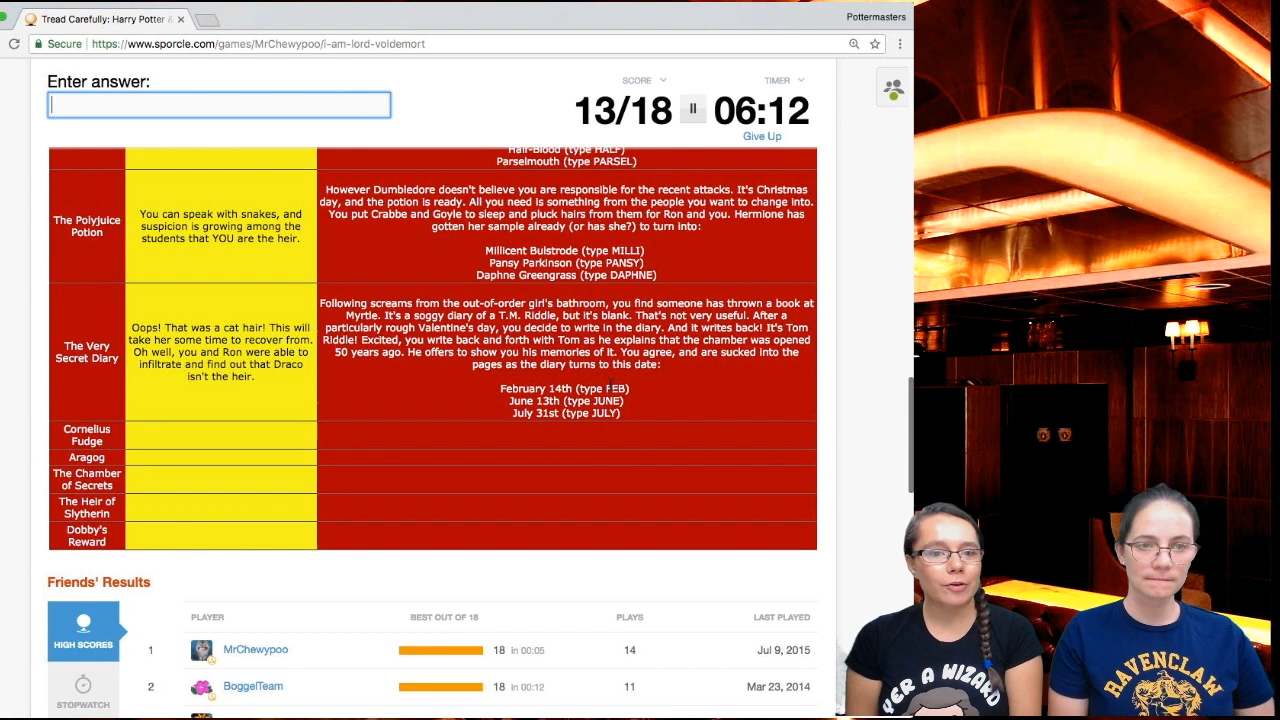 Tread Carefully: Harry Potter &
Pottermasters
Secure https://www.sporcle.com/games/MrChewypoo/i-am-lord-voldemort
Enter answer:
SCORE
TIMER
13/18
06:12
Give Up
Half-Blood (type HALF)
Parselmouth (type PARSEL)
The Polyjuice
Potion
You can speak with snakes, and
suspicion is growing among the
students that YOU are the heir.
However Dumbledore doesn't believe you are responsible for the recent attacks. It's Christmas
day, and the potion is ready. All you need is something from the people you want to change into.
You put Crabbe and Goyle to sleep and pluck hairs from them for Ron and you. Hermione has
gotten her sample already (or has she?) to turn into:
Millicent Bulstrode (type MILLI)
Pansy Parkinson (type PANSY)
Daphne Greengrass (type DAPHNE)
The Very
Secret Diary
Oops! That was a cat hair! This will
take her some time to recover from.
Oh well, you and Ron were able to
infiltrate and find out that Draco
isn't the heir.
Following screams from the out-of-order girl's bathroom, you find someone has thrown a book at
Myrtle. It's a soggy diary of a T.M. Riddle, but it's blank. That's not very useful. After a
particularly rough Valentine's day, you decide to write in the diary. And it writes back! It's Tom
Riddle! Excited, you write back and forth with Tom as he explains that the chamber was opened
50 years ago. He offers to show you his memories of it. You agree, and are sucked into the
pages as the diary turns to this date:
February 14th (type FEB)
June 13th (type JUNE)
July 31st (type JULY)
Cornelius
Fudge
Aragog
The Chamber
of Secrets
The Heir of
Slytherin
Dobby's
Reward
Friends' Results
HIGH SCORES
STOPWATCH
PLAYER
BEST OUT OF 18
PLAYS
LAST PLAYED
1 MrChewypoo 18 in 00:05 14 Jul 9, 2015
2 BoggelTeam 18 in 00:12 11 Mar 23, 2014
YER A WIZARD
RAVENCLAW